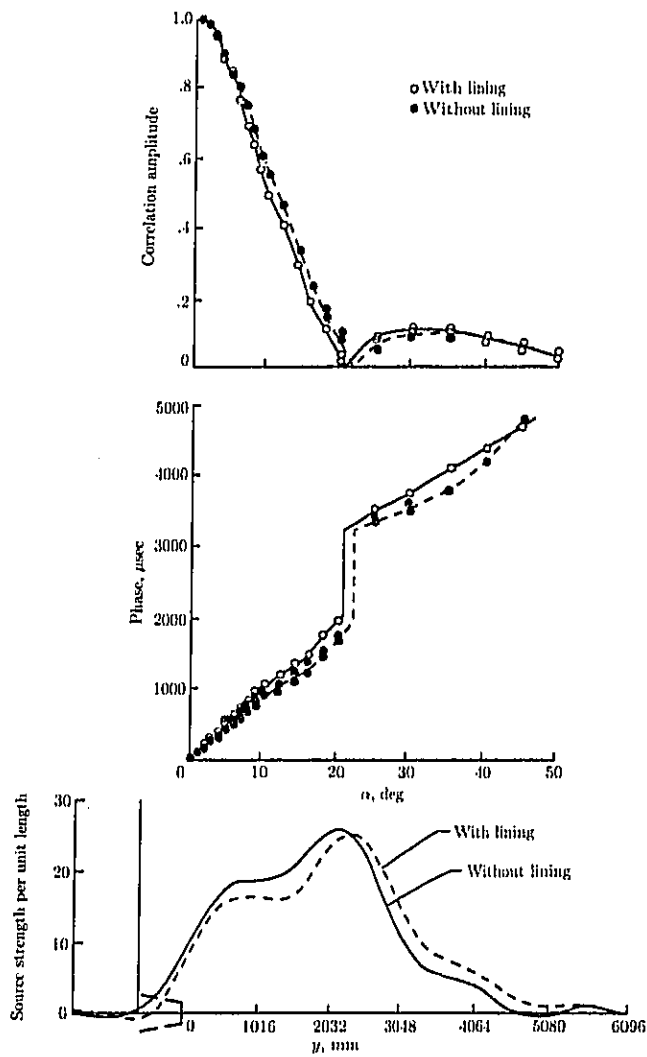 1.0
.8
.6
.4
.2
0
Correlation amplitude
With lining
Without lining
5000
4000
3000
2000
1000
0
Phase, μsec
0 10 20 30 40 50
α, deg
30
20
10
0
Source strength per unit length
With lining
Without lining
0 1016 2032 3048 4064 5080 6096
y, mm